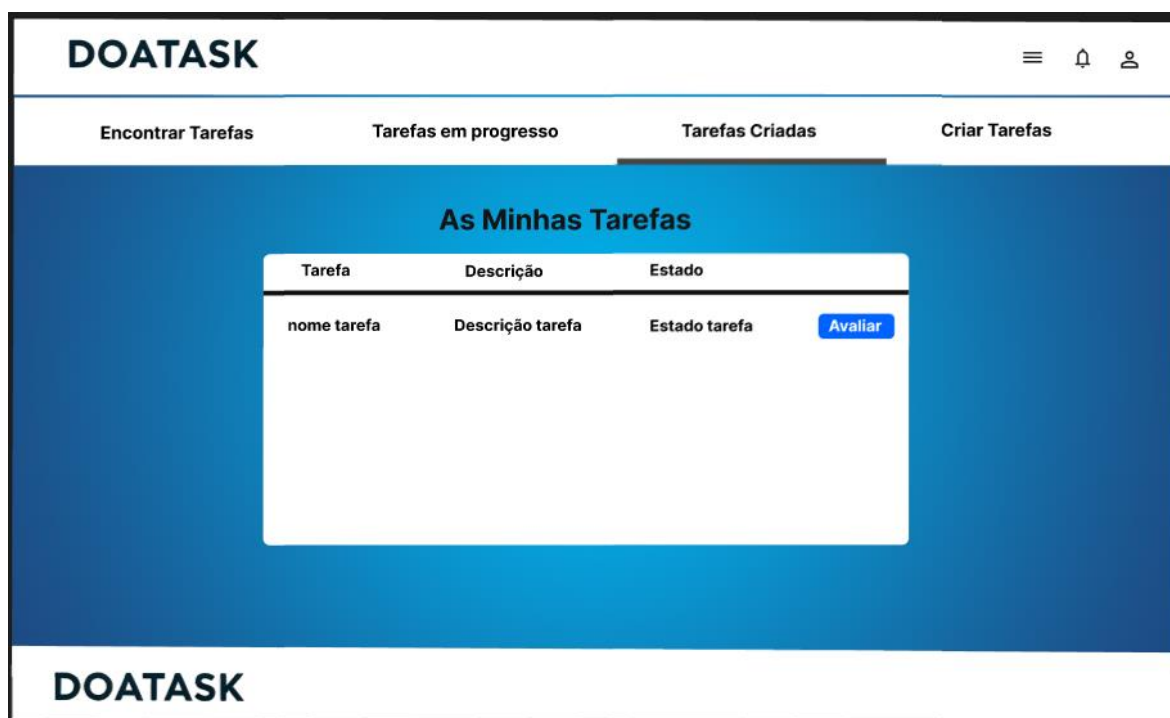 DOATASK
Encontrar Tarefas Tarefas em progresso Tarefas Criadas Criar Tarefas
As Minhas Tarefas
Tarefa Descrição Estado
nome tarefa Descrição tarefa Estado tarefa Avaliar
DOATASK